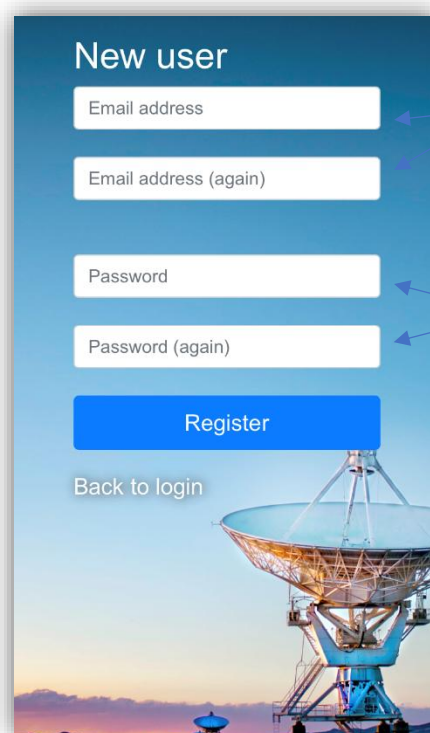 New user
Email address
Email address (again)
Password
Password (again)
Register
Back to login